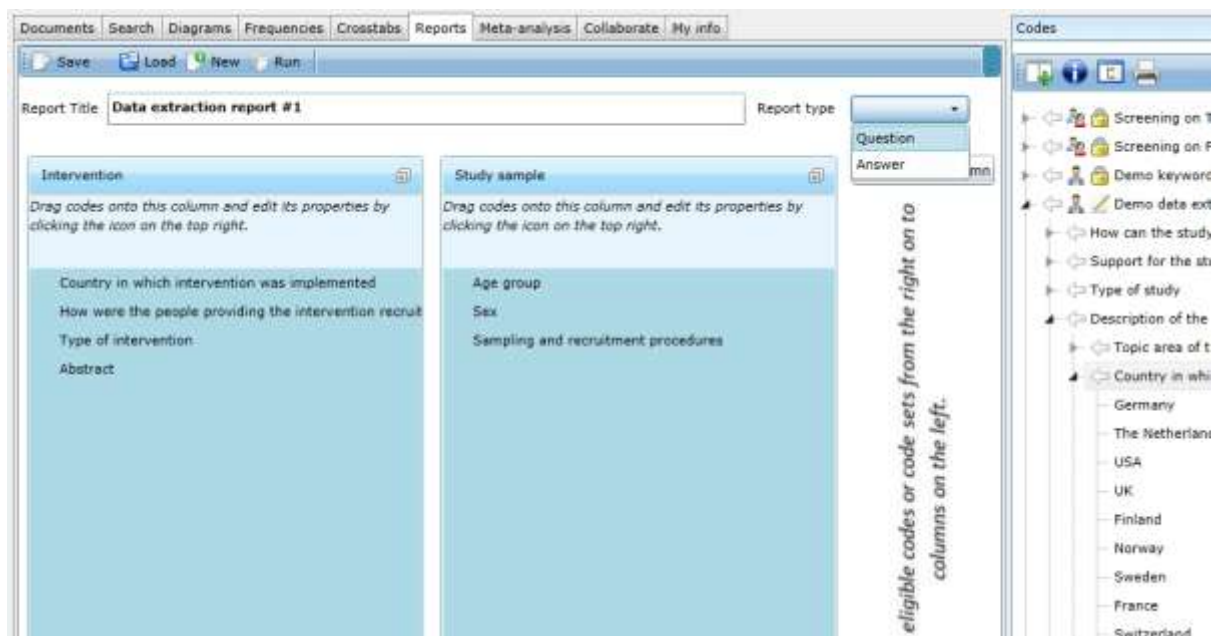 Documents Search Diagrams Frequencies Crosstabs Reports Meta-analysis Collaborate My info
Save Load New Run
Report Title Data extraction report #1 Report type
Question
Answer
mn
Intervention
Drag codes onto this column and edit its properties by
clicking the icon on the top right.
Country in which intervention was implemented
How were the people providing the intervention recruit
Type of intervention
Abstract
Study sample
Drag codes onto this column and edit its properties by
clicking the icon on the top right.
Age group
Sex
Sampling and recruitment procedures
eligible codes or code sets from the right on to
columns on the left.
Codes
Screening on T
Screening on F
Demo keyword
Demo data ext
How can the study
Support for the stu
Type of study
Description of the
Topic area of t
Country in whi
Germany
The Netherland
USA
UK
Finland
Norway
Sweden
France
Switzerland